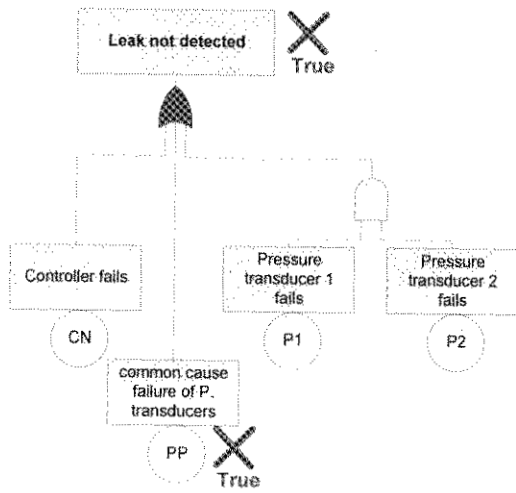 Leak not detected
True
Controller fails
Pressure
transducer 1
fails
Pressure
transducer 2
fails
CN
P1
P2
common cause
failure of P.
transducers
PP
True